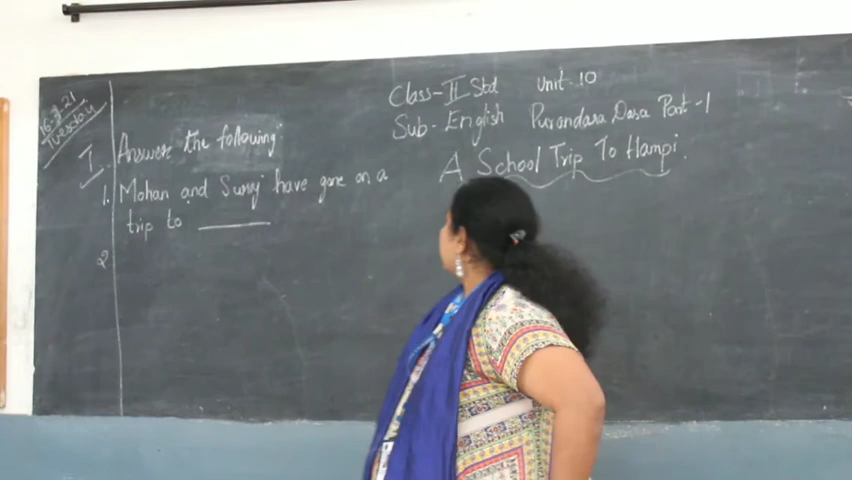 16-3-21
Tuesday
Class-II Std Unit-10
Sub-English Purandara Dasa Part-1
A School Trip To Hampi.
I Answer the following:
1. Mohan and Suraj have gone on a
trip to
2